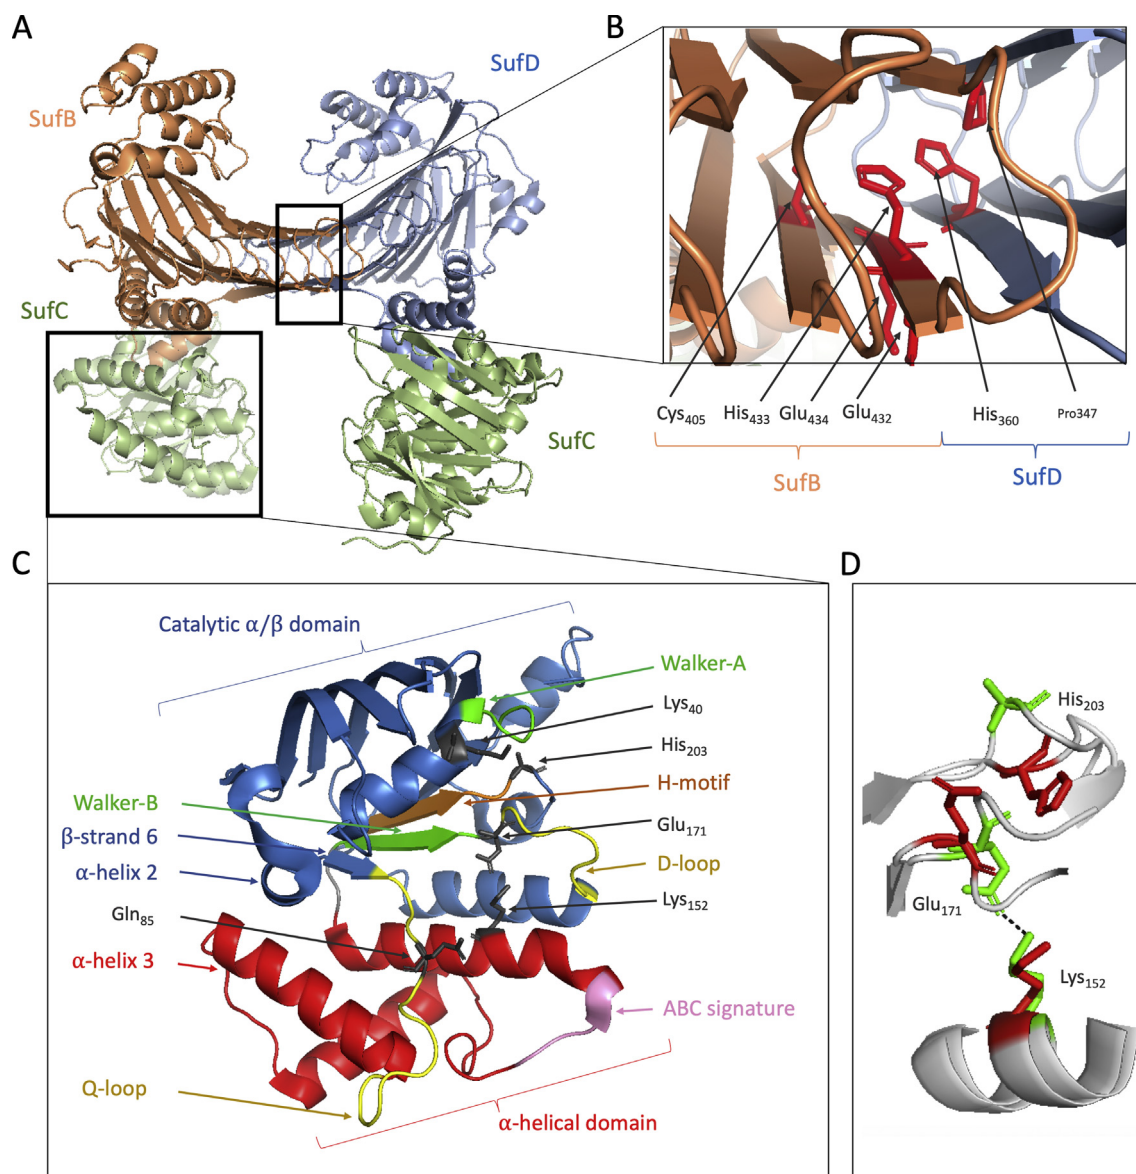 A
SufB
SufD
SufC
SufC
B
Cys405
His433
Glu434
Glu432
His360
Pro347
SufB
SufD
C
Catalytic α/β domain
Walker-A
Lys40
His203
H-motif
Walker-B
β-strand 6
Glu171
α-helix 2
D-loop
Gln85
Lys152
α-helix 3
ABC signature
Q-loop
α-helical domain
D
His203
Glu171
Lys152